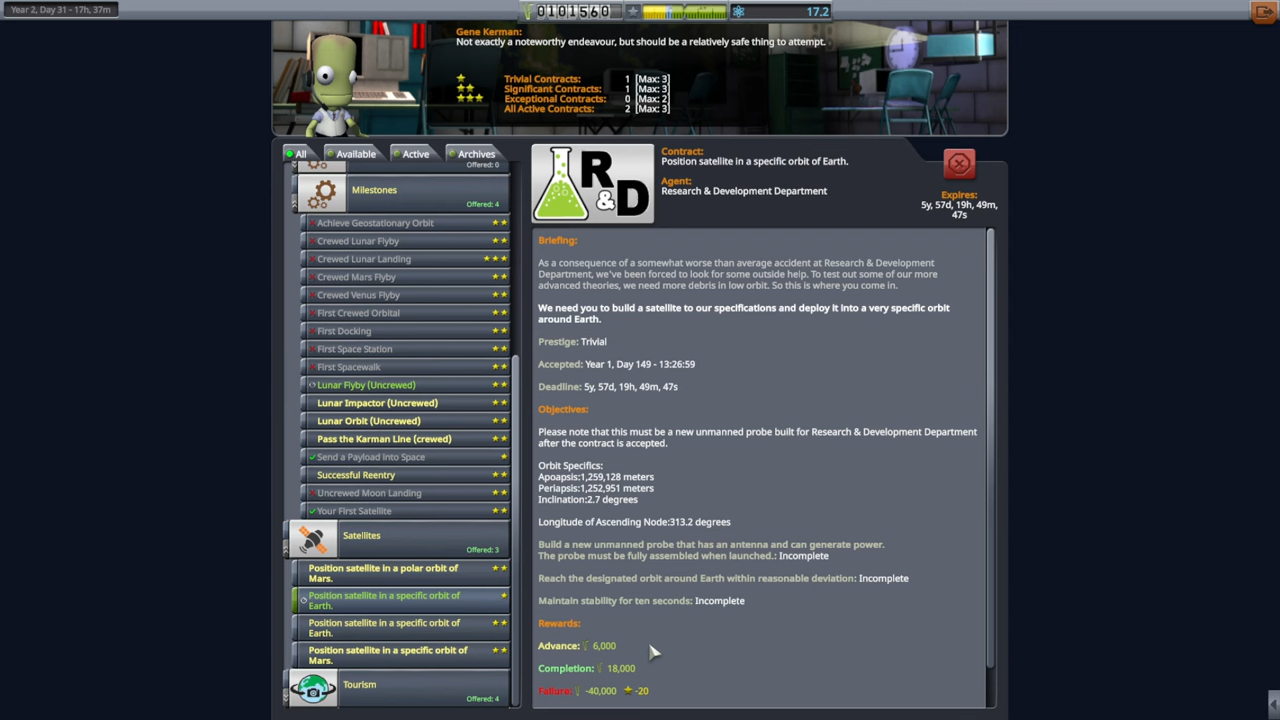 Year 2, Day 31 - 17h, 37m
0101560
17.2
Gene Kerman:
Not exactly a noteworthy endeavour, but should be a relatively safe thing to attempt.
Trivial Contracts: 1 [Max: 3]
Significant Contracts: 1 [Max: 3]
Exceptional Contracts: 0 [Max: 2]
All Active Contracts: 2 [Max: 3]
All
Available
Active
Archives
Offered: 0
Milestones
Offered: 4
Achieve Geostationary Orbit
Crewed Lunar Flyby
Crewed Lunar Landing
Crewed Mars Flyby
Crewed Venus Flyby
First Crewed Orbital
First Docking
First Space Station
First Spacewalk
Lunar Flyby (Uncrewed)
Lunar Impactor (Uncrewed)
Lunar Orbit (Uncrewed)
Pass the Karman Line (crewed)
Send a Payload into Space
Successful Reentry
Uncrewed Moon Landing
Your First Satellite
Satellites
Offered: 3
Position satellite in a polar orbit of
Mars.
Position satellite in a specific orbit of
Earth.
Position satellite in a specific orbit of
Earth.
Position satellite in a specific orbit of
Mars.
Tourism
Offered: 4
R
&D
Contract:
Position satellite in a specific orbit of Earth.
Agent:
Research & Development Department
Expires:
5y, 57d, 19h, 49m,
47s
Briefing:
As a consequence of a somewhat worse than average accident at Research & Development
Department, we've been forced to look for some outside help. To test out some of our more
advanced theories, we need more debris in low orbit. So this is where you come in.
We need you to build a satellite to our specifications and deploy it into a very specific orbit
around Earth.
Prestige: Trivial
Accepted: Year 1, Day 149 - 13:26:59
Deadline: 5y, 57d, 19h, 49m, 47s
Objectives:
Please note that this must be a new unmanned probe built for Research & Development Department
after the contract is accepted.
Orbit Specifics:
Apoapsis:1,259,128 meters
Periapsis:1,252,951 meters
Inclination:2.7 degrees
Longitude of Ascending Node:313.2 degrees
Build a new unmanned probe that has an antenna and can generate power.
The probe must be fully assembled when launched.: Incomplete
Reach the designated orbit around Earth within reasonable deviation: Incomplete
Maintain stability for ten seconds: Incomplete
Rewards:
Advance: 6,000
Completion: 18,000
Failure: -40,000 -20